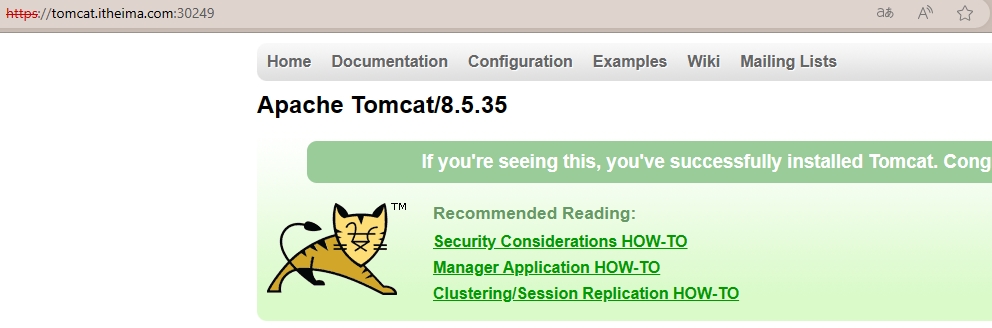 https://tomcat.itheima.com:30249
aあ A
Home Documentation Configuration Examples Wiki Mailing Lists
Apache Tomcat/8.5.35
If you're seeing this, you've successfully installed Tomcat. Cong
TM
Recommended Reading:
Security Considerations HOW-TO
Manager Application HOW-TO
Clustering/Session Replication HOW-TO